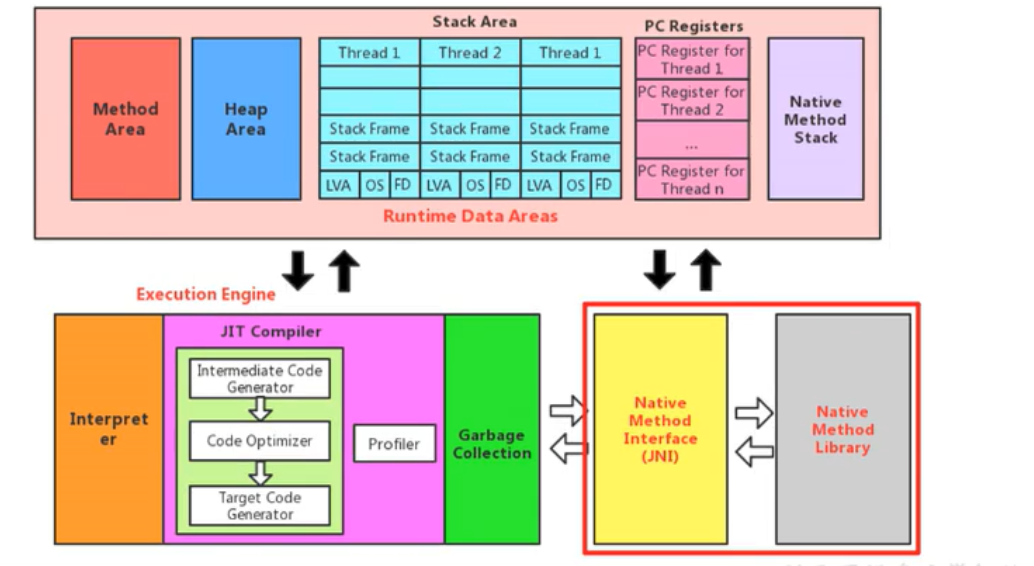 Stack Area
PC Registers
Method
Area
Heap
Area
Thread 1
Thread 2
Thread 1
Stack Frame
Stack Frame
Stack Frame
Stack Frame
Stack Frame
Stack Frame
LVA
OS
FD
LVA
OS
FD
LVA
OS
FD
PC Register for
Thread 1
PC Register for
Thread 2
...
PC Register for
Thread n
Native
Method
Stack
Runtime Data Areas
Execution Engine
Interpret
er
JIT Compiler
Intermediate Code
Generator
Code Optimizer
Target Code
Generator
Profiler
Garbage
Collection
Native
Method
Interface
(JNI)
Native
Method
Library